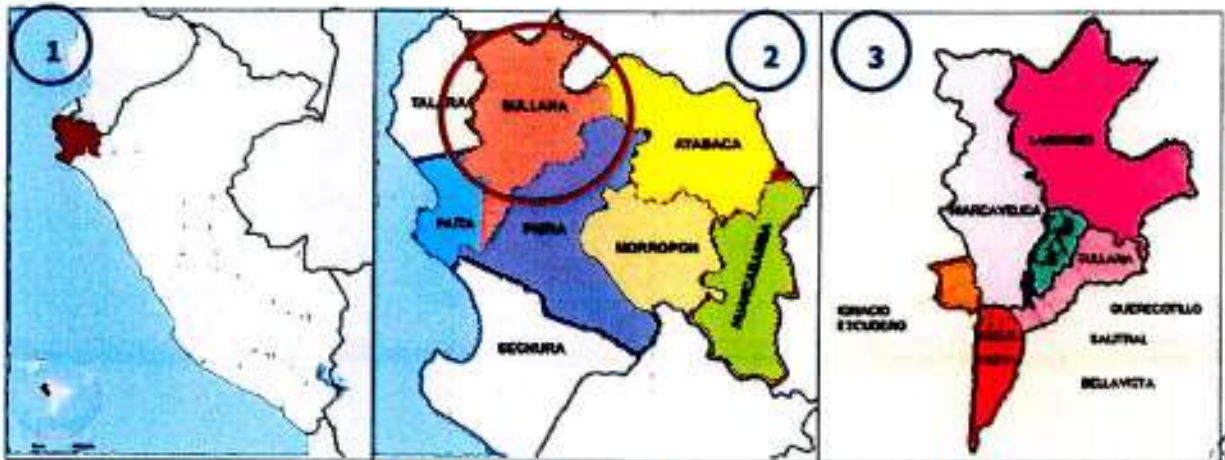 1
2
3
TALARA
SULLANA
AYABACA
PAITA
PIURA
MORROPON
HUANCABAMBA
SECHURA
LANCONES
MARCAVELICA
SULLANA
IGNACIO
ESCUDERO
QUERECOTILLO
SALITRAL
BELLAVISTA